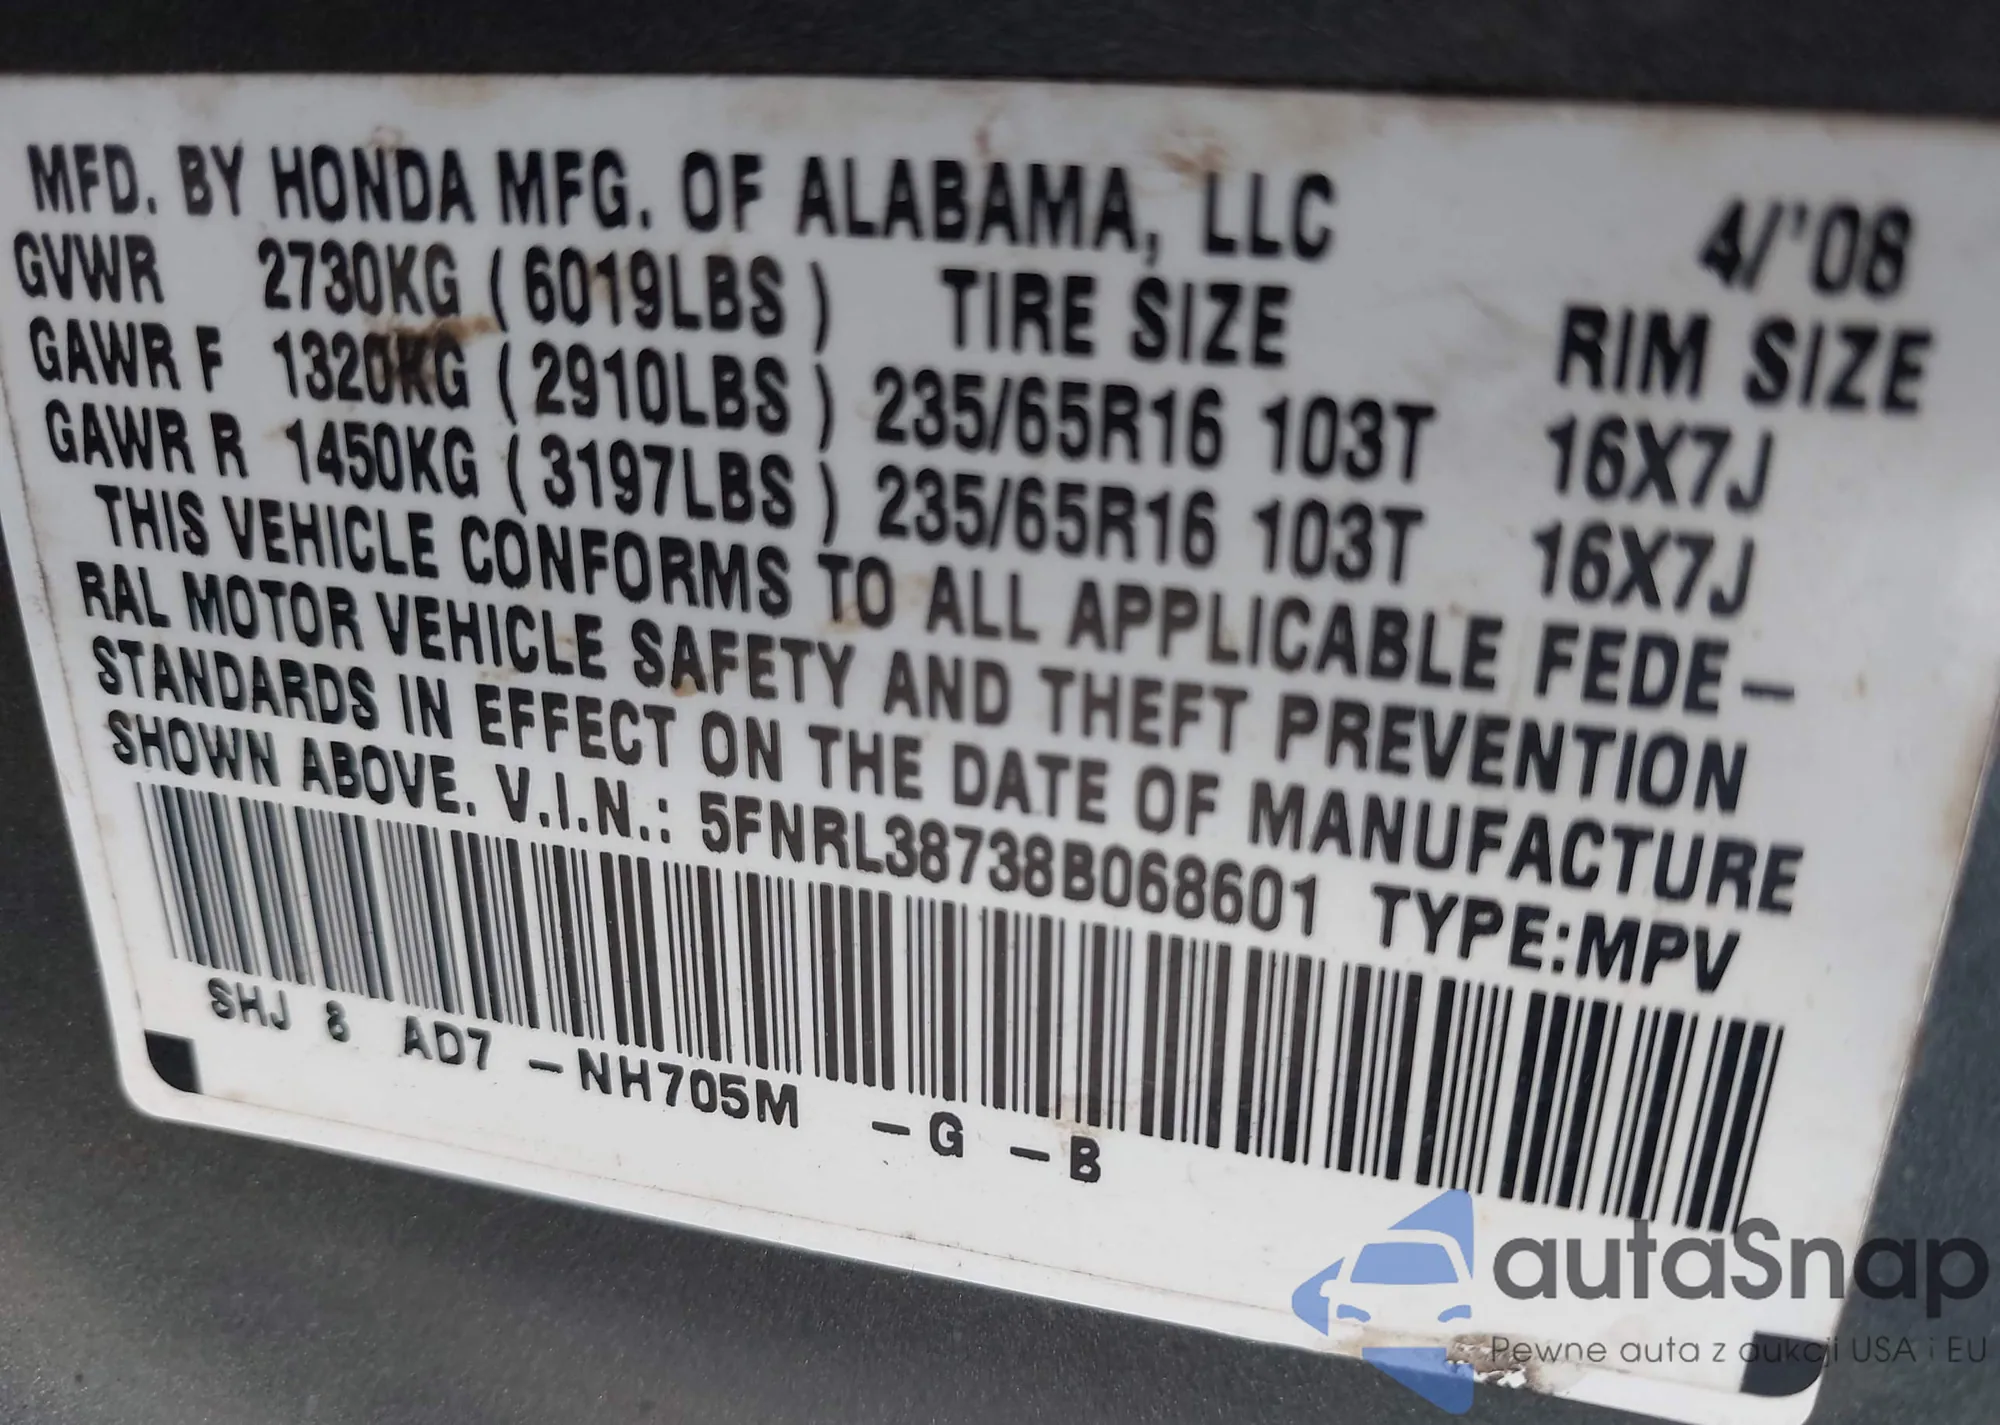 MFD. BY HONDA MFG. OF ALABAMA, LLC 4/'08
GVWR 2730KG ( 6019LBS ) TIRE SIZE RIM SIZE
GAWR F 1320KG ( 2910LBS ) 235/65R16 103T 16X7J
GAWR R 1450KG ( 3197LBS ) 235/65R16 103T 16X7J
THIS VEHICLE CONFORMS TO ALL APPLICABLE FEDE-
RAL MOTOR VEHICLE SAFETY AND THEFT PREVENTION
STANDARDS IN EFFECT ON THE DATE OF MANUFACTURE
SHOWN ABOVE. V.I.N.: 5FNRL38738B068601 TYPE:MPV
SHJ 8 AD7 -NH705M -G -B
autaSnap
Pewne auta z aukcji USA i EU